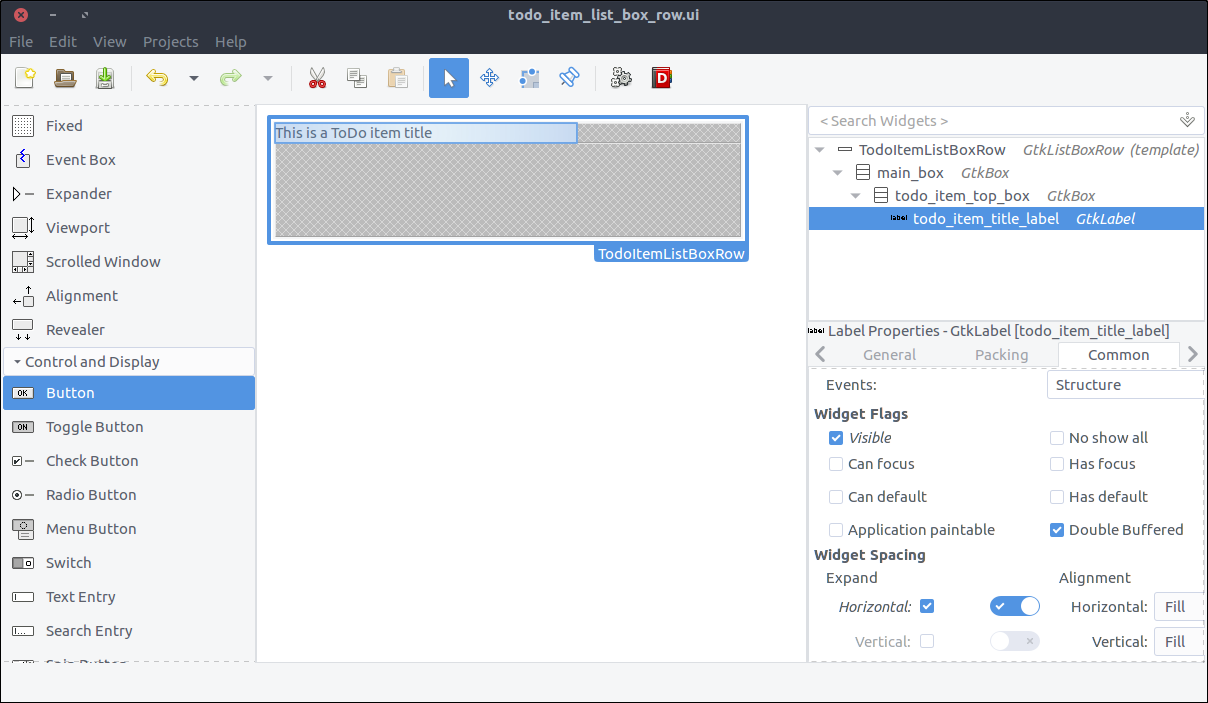 todo_item_list_box_row.ui
File Edit View Projects Help
Fixed
Event Box
Expander
Viewport
Scrolled Window
Alignment
Revealer
Control and Display
OK Button
ON Toggle Button
Check Button
Radio Button
Menu Button
Switch
Text Entry
Search Entry
Spin Button
This is a ToDo item title
TodoItemListBoxRow
D
< Search Widgets >
TodoItemListBoxRow GtkListBoxRow (template)
main_box GtkBox
todo_item_top_box GtkBox
label todo_item_title_label GtkLabel
label Label Properties - GtkLabel [todo_item_title_label]
General Packing Common
Events: Structure
Widget Flags
Visible No show all
Can focus Has focus
Can default Has default
Application paintable Double Buffered
Widget Spacing
Expand Alignment
Horizontal: Horizontal: Fill
Vertical: Vertical: Fill